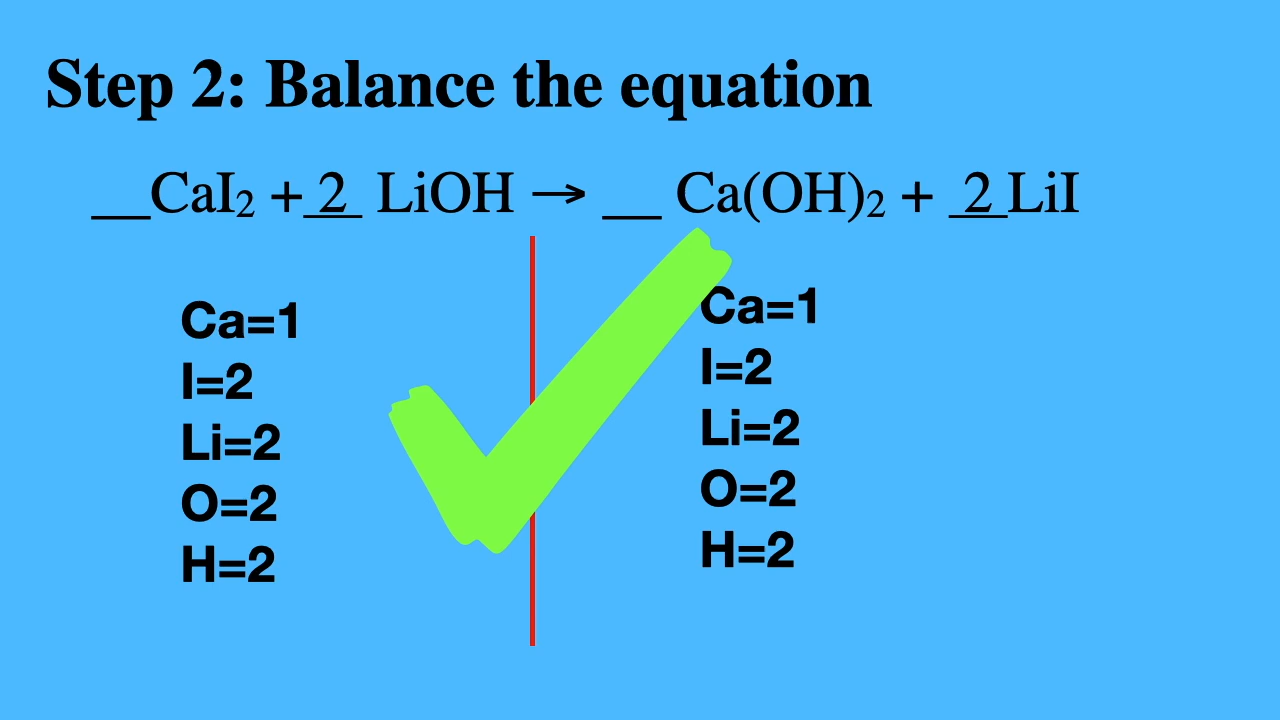 Step 2: Balance the equation
__CaI₂ + 2 LiOH → __ Ca(OH)₂ + 2 LiI
Ca=1
I=2
Li=2
O=2
H=2
Ca=1
I=2
Li=2
O=2
H=2